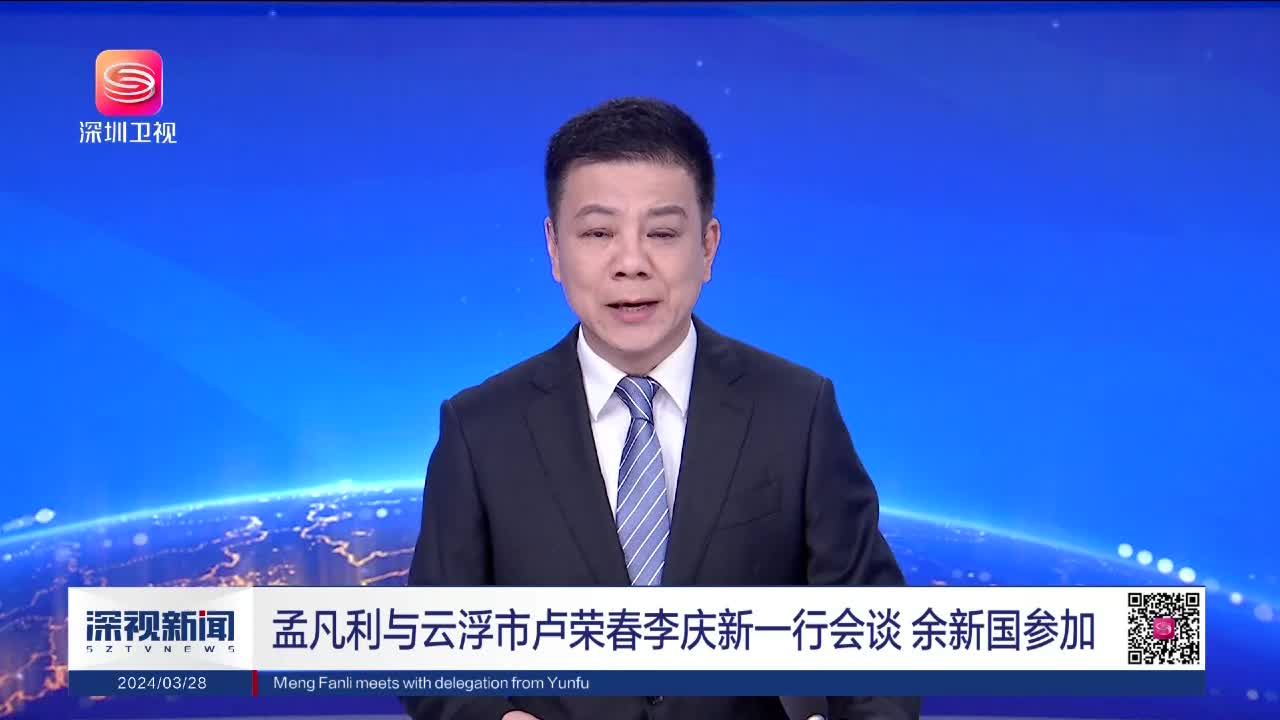 深圳卫视
深视新闻
SZTVNEWS
孟凡利与云浮市卢荣春李庆新一行会谈 余新国参加
2024/03/28
Meng Fanli meets with delegation from Yunfu